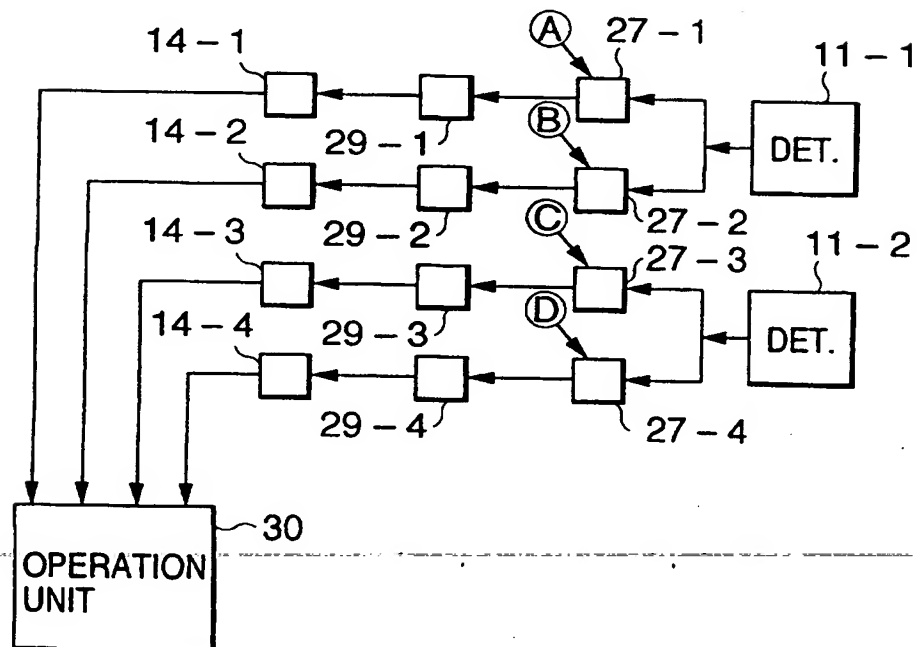 14-1
A
27-1
11-1
DET.
29-1
14-2
B
27-2
29-2
14-3
C
27-3
11-2
DET.
29-3
14-4
D
27-4
29-4
30
OPERATION
UNIT